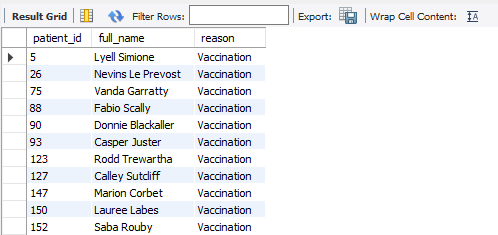 Result Grid Filter Rows: Export: Wrap Cell Content: IA
patient_id full_name reason
5 Lyell Simione Vaccination
26 Nevins Le Prevost Vaccination
75 Vanda Garratty Vaccination
88 Fabio Scally Vaccination
90 Donnie Blackaller Vaccination
93 Casper Juster Vaccination
123 Rodd Trewartha Vaccination
127 Calley Sutcliff Vaccination
147 Marion Corbet Vaccination
150 Lauree Labes Vaccination
152 Saba Rouby Vaccination